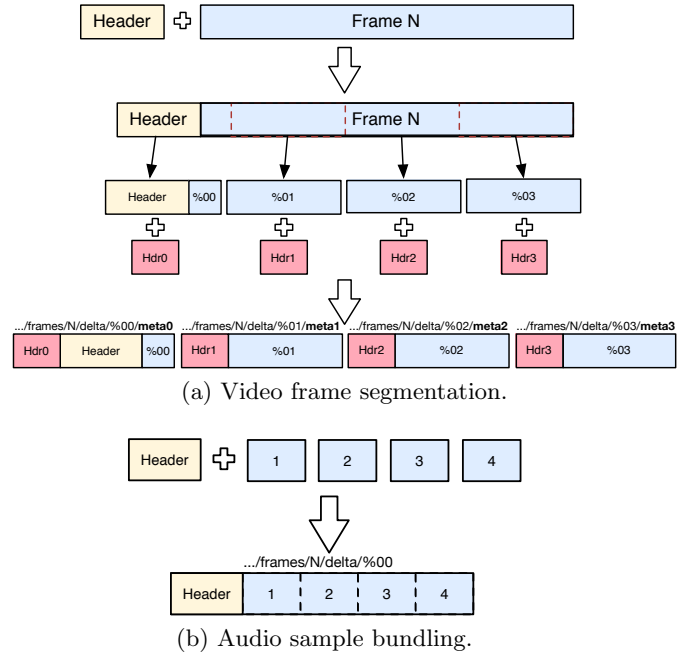 Header
Frame N
Header
Frame N
Header %00 %01 %02 %03
Hdr0 Hdr1 Hdr2 Hdr3
.../frames/N/delta/%00/meta0 .../frames/N/delta/%01/meta1 .../frames/N/delta/%02/meta2 .../frames/N/delta/%03/meta3
Hdr0 Header %00 Hdr1 %01 Hdr2 %02 Hdr3 %03
(a) Video frame segmentation.
Header 1 2 3 4
.../frames/N/delta/%00
Header 1 2 3 4
(b) Audio sample bundling.